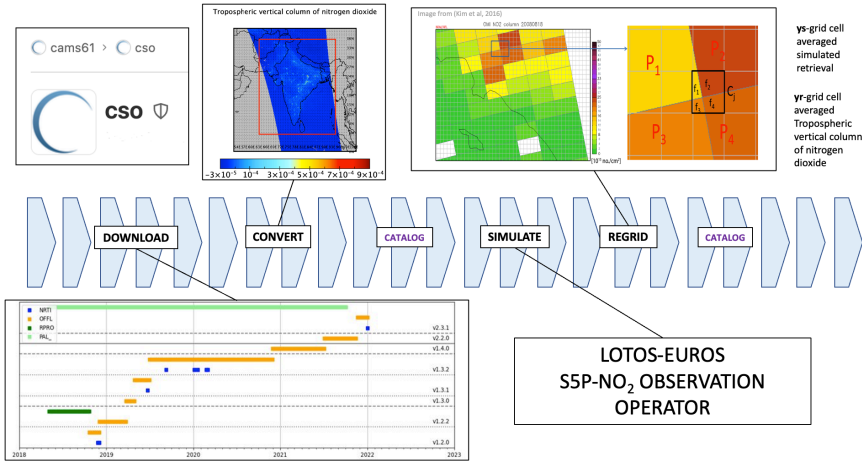 cams61 > cso
cso
Tropospheric vertical column of nitrogen dioxide
−3×10⁻⁵ 10⁻⁴ 3×10⁻⁴ 5×10⁻⁴ 7×10⁻⁴ 9×10⁻⁴
Image from (Kim et al, 2016)
OMI NO2 column 20080818
P1
P3
P4
f1
f2
f3
f4
Cj
ys-grid cell
averaged
simulated
retrieval
yr-grid cell
averaged
Tropospheric
vertical column
of nitrogen
dioxide
DOWNLOAD
CONVERT
CATALOG
SIMULATE
REGRID
CATALOG
NRTI
OFFL
RPRO
PAL_
v2.3.1
v2.2.0
v1.4.0
v1.3.2
v1.3.1
v1.3.0
v1.2.2
v1.2.0
2018 2019 2020 2021 2022 2023
LOTOS-EUROS
S5P-NO₂ OBSERVATION
OPERATOR